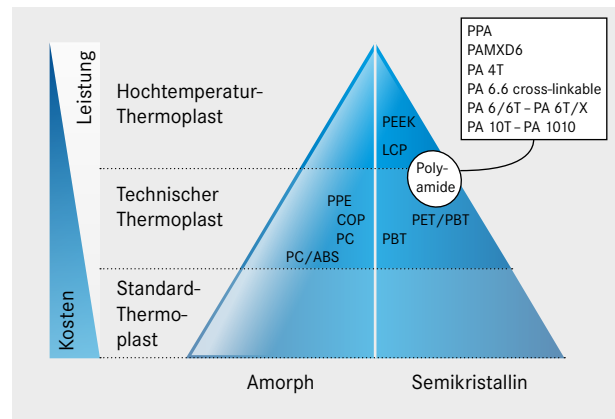 Leistung
Kosten
Hochtemperatur-
Thermoplast
Technischer
Thermoplast
Standard-
Thermo-
plast
PEEK
LCP
Poly-
amide
PPA
PAMXD6
PA 4T
PA 6.6 cross-linkable
PA 6/6T – PA 6T/X
PA 10T – PA 1010
PPE
COP
PC
PC/ABS
PET/PBT
PBT
Amorph
Semikristallin